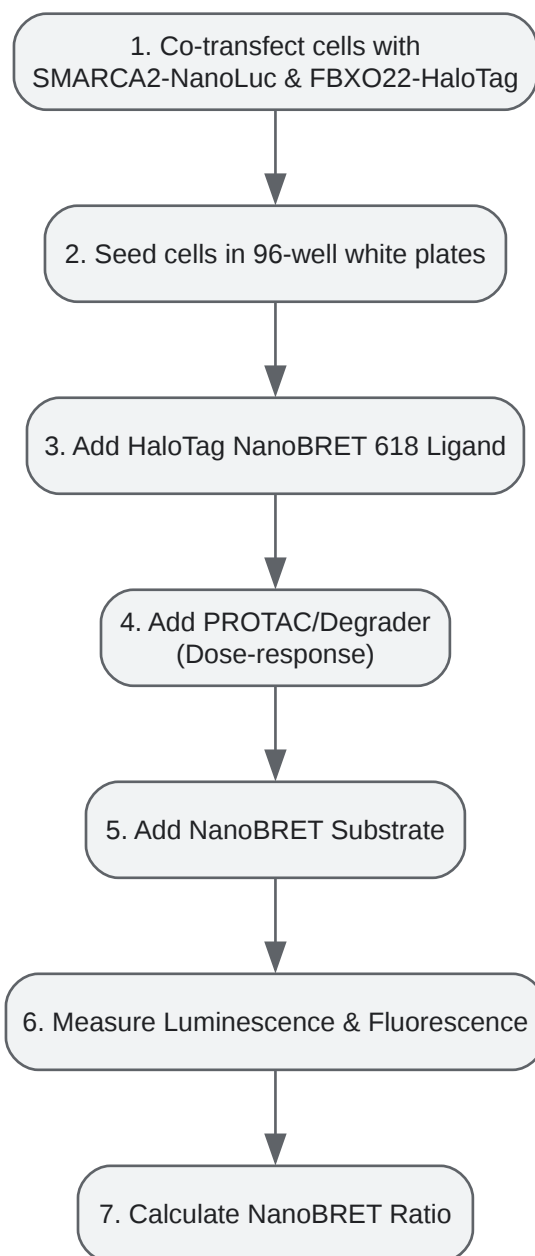 1. Co-transfect cells with
SMARCA2-NanoLuc & FBXO22-HaloTag
2. Seed cells in 96-well white plates
3. Add HaloTag NanoBRET 618 Ligand
4. Add PROTAC/Degrader
(Dose-response)
5. Add NanoBRET Substrate
6. Measure Luminescence & Fluorescence
7. Calculate NanoBRET Ratio